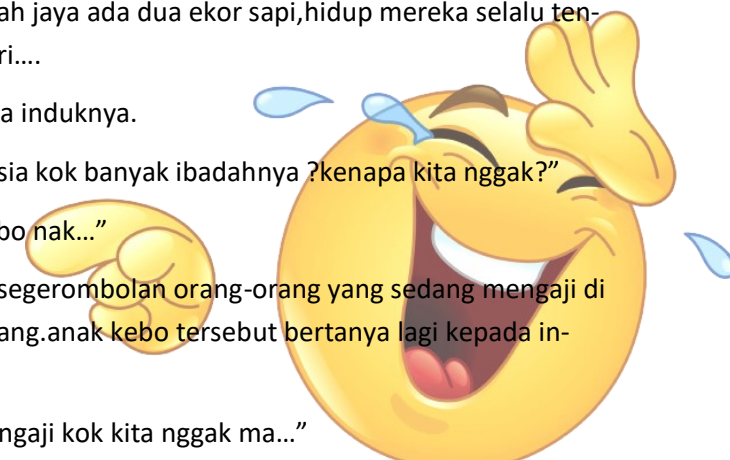 ah jaya ada dua ekor sapi,hidup mereka selalu ten-
ri….
a induknya.
sia kok banyak ibadahnya ?kenapa kita nggak?”
bo nak…”
segerombolan orang-orang yang sedang mengaji di
ang.anak kebo tersebut bertanya lagi kepada in-
ngaji kok kita nggak ma…”